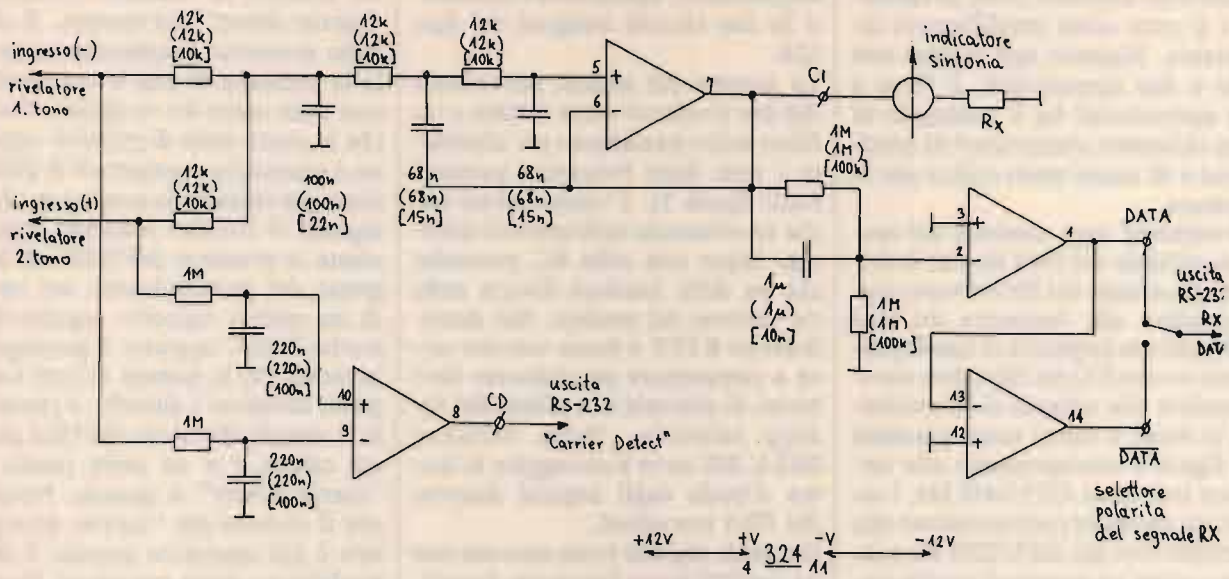 12k
(12k)
[10k]
12k
(12k)
[10k]
12k
(12k)
[10k]
ingresso(-)
rivelatore
1. tono
5
+
6
-
7
CI
indicatore
sintonia
Rx
12k
(12k)
[10k]
100n
(100n)
[22n]
68n
(68n)
[15n]
68n
(68n)
[15n]
1M
(1M)
[100k]
ingresso(+)
rivelatore
2. tono
3
+
2
-
1
DATA
1M
1µ
(1µ)
[10n]
1M
(1M)
[100k]
uscita
RS-232
RX
220n
(220n)
[100n]
10
+
9
-
8
CD
uscita
RS-232
"Carrier Detect"
13
-
12
+
14
DATA
1M
220n
(220n)
[100n]
selettore
polarita
del segnale RX
+12V
+V
4
324
-V
11
-12V